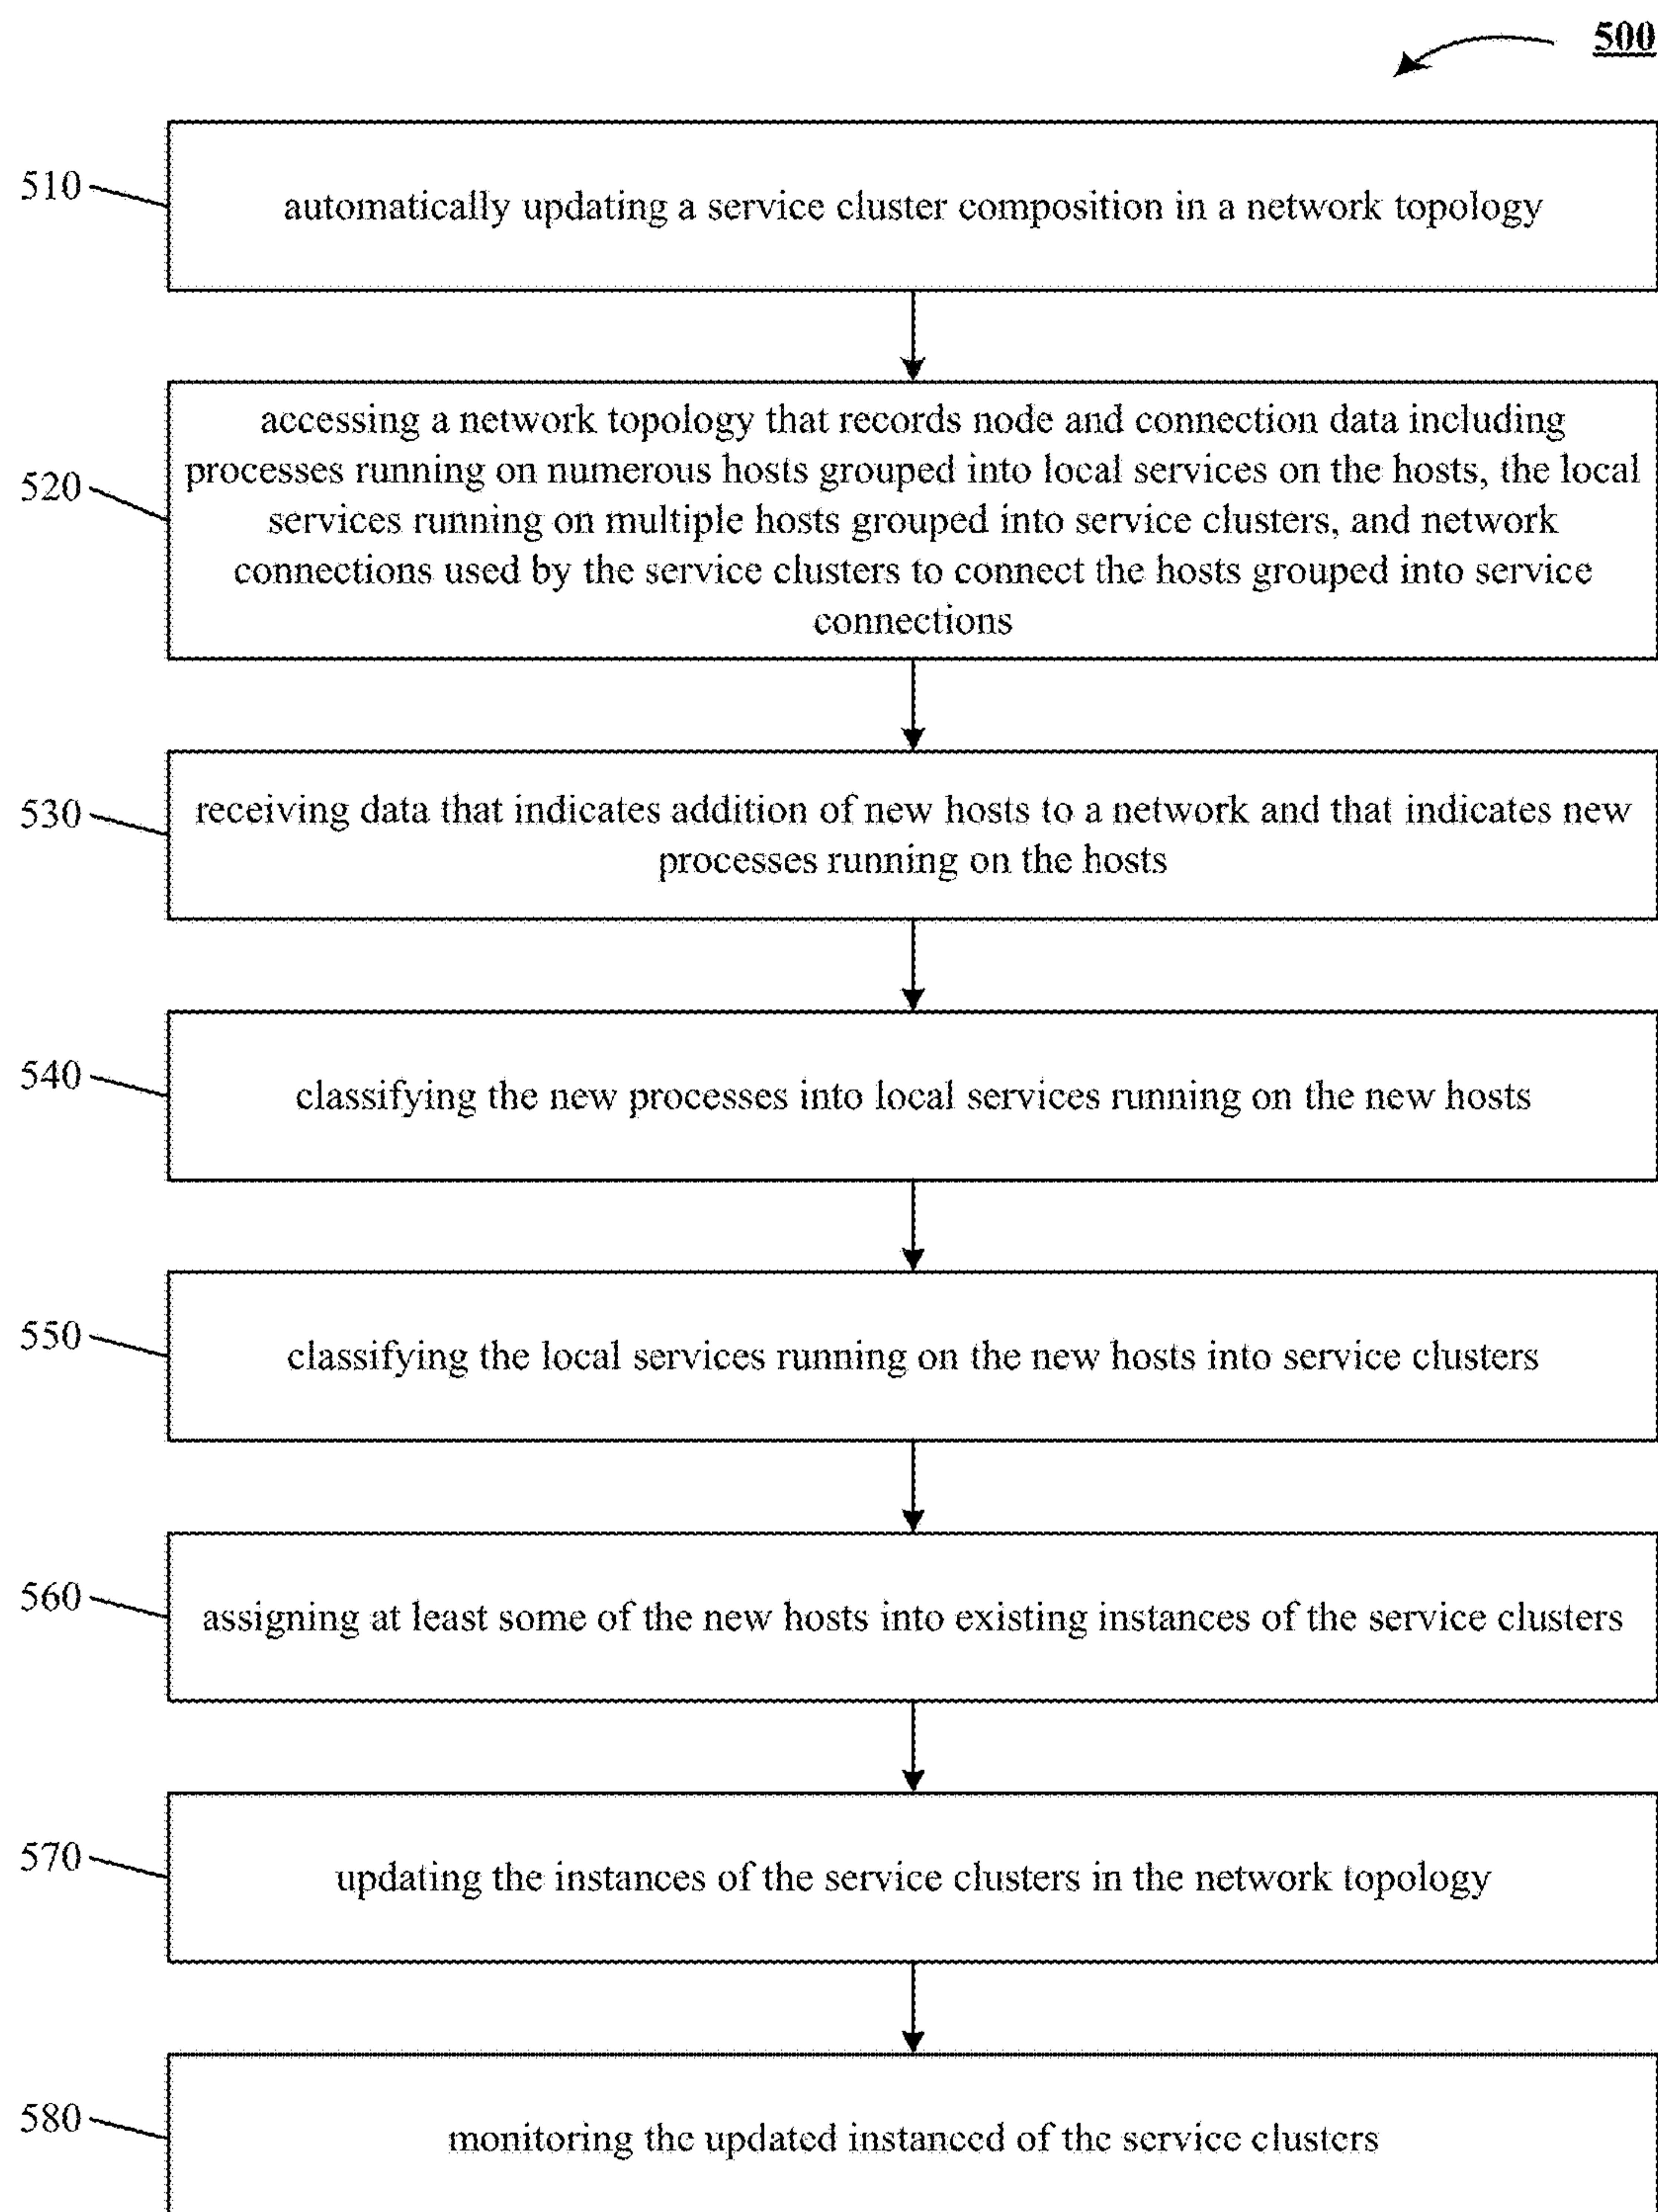 500
510
automatically updating a service cluster composition in a network topology
520
accessing a network topology that records node and connection data including
processes running on numerous hosts grouped into local services on the hosts, the local
services running on multiple hosts grouped into service clusters, and network
connections used by the service clusters to connect the hosts grouped into service
connections
530
receiving data that indicates addition of new hosts to a network and that indicates new
processes running on the hosts
540
classifying the new processes into local services running on the new hosts
550
classifying the local services running on the new hosts into service clusters
560
assigning at least some of the new hosts into existing instances of the service clusters
570
updating the instances of the service clusters in the network topology
580
monitoring the updated instanced of the service clusters